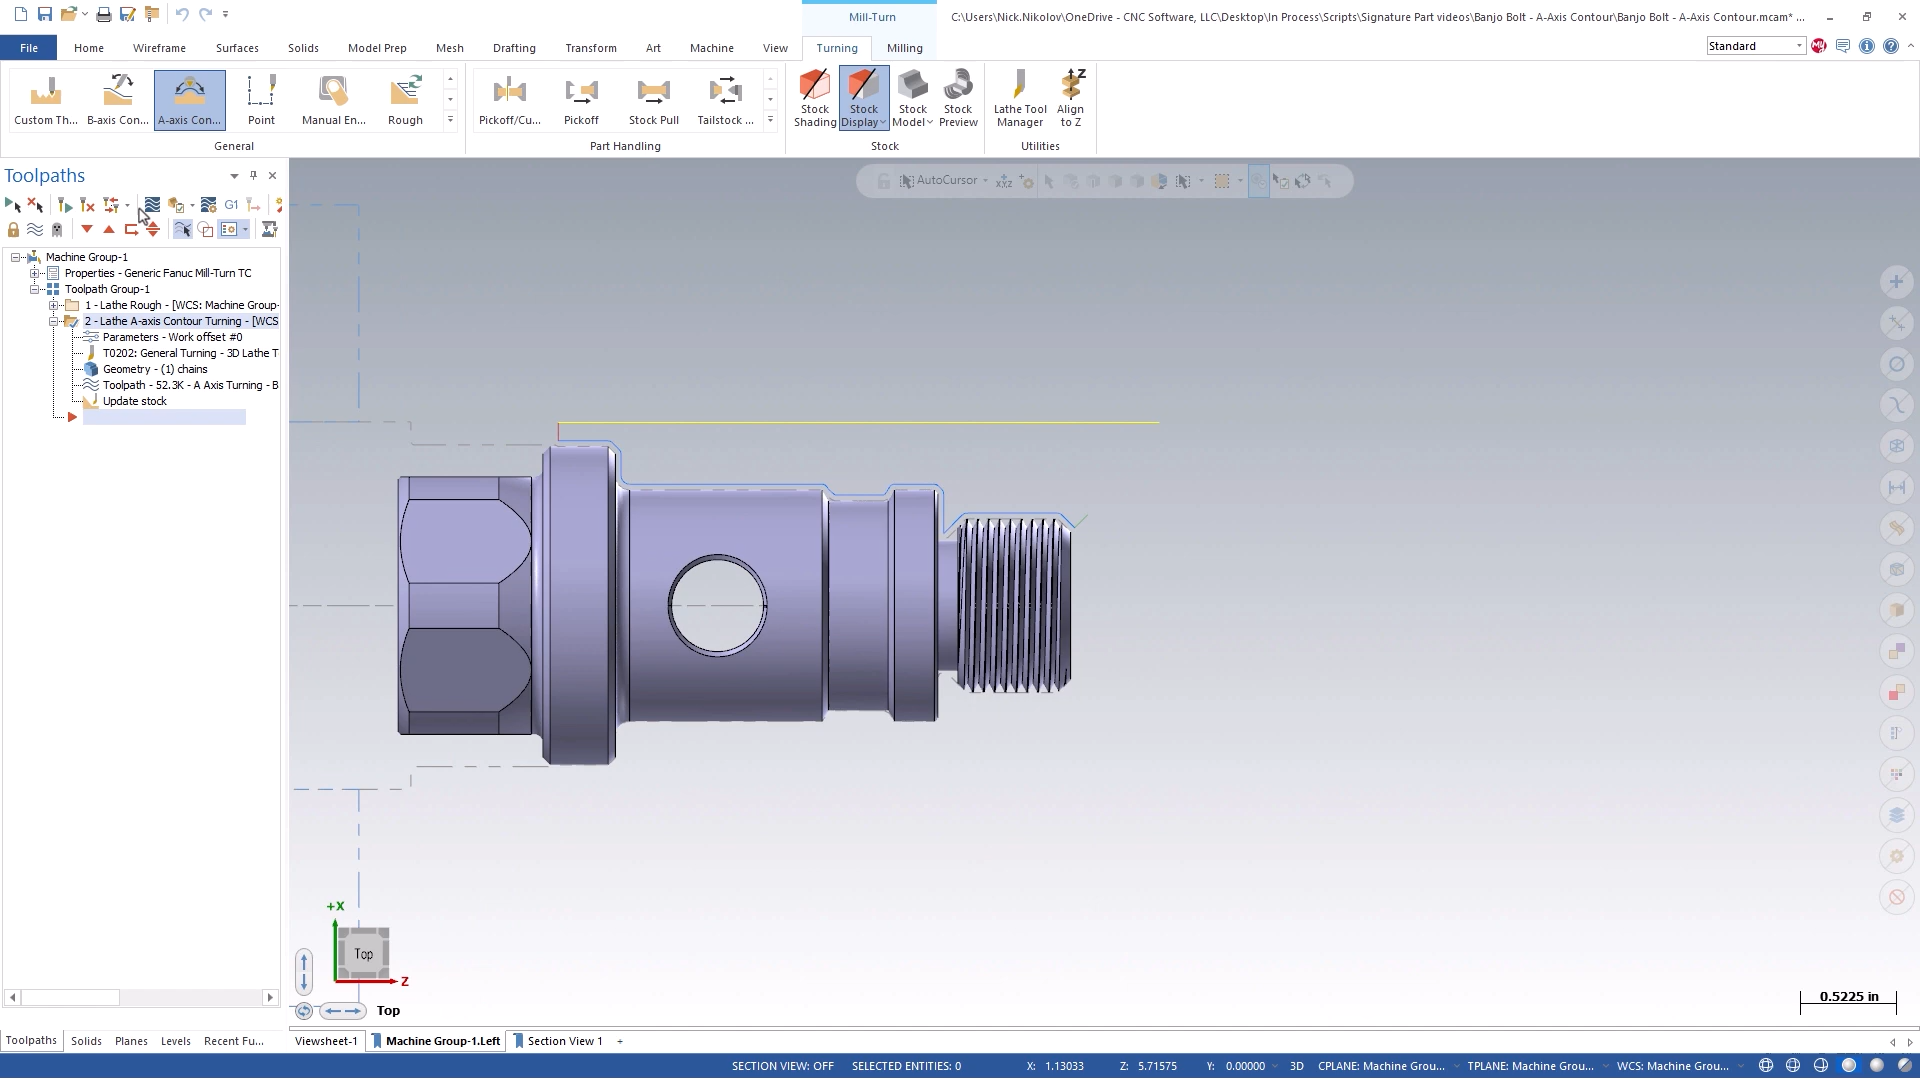 Mill-Turn
C:\Users\Nick.Nikolov\OneDrive - CNC Software, LLC\Desktop\In Process\Scripts\Signature Part videos\Banjo Bolt - A-Axis Contour\Banjo Bolt - A-Axis Contour.mcam* ...
File Home Wireframe Surfaces Solids Model Prep Mesh Drafting Transform Art Machine View Turning Milling
Standard
Custom Th... B-axis Con... A-axis Con... Point Manual En... Rough
Pickoff/Cu... Pickoff Stock Pull Tailstock ...
Stock Shading
Stock Display
Stock Model
Stock Preview
Lathe Tool Manager
Align to Z
General Part Handling Stock Utilities
Toolpaths
AutoCursor
G1
Machine Group-1
Properties - Generic Fanuc Mill-Turn TC
Toolpath Group-1
1 - Lathe Rough - [WCS: Machine Group-
2 - Lathe A-axis Contour Turning - [WCS
Parameters - Work offset #0
T0202: General Turning - 3D Lathe T
Geometry - (1) chains
Toolpath - 52.3K - A Axis Turning - B
Update stock
+X
Top
Z
Top
0.5225 in
Toolpaths Solids Planes Levels Recent Fu...
Viewsheet-1 Machine Group-1.Left Section View 1 +
SECTION VIEW: OFF SELECTED ENTITIES: 0 X: 1.13033 Z: 5.71575 Y: 0.00000 3D CPLANE: Machine Grou... TPLANE: Machine Grou... WCS: Machine Grou...